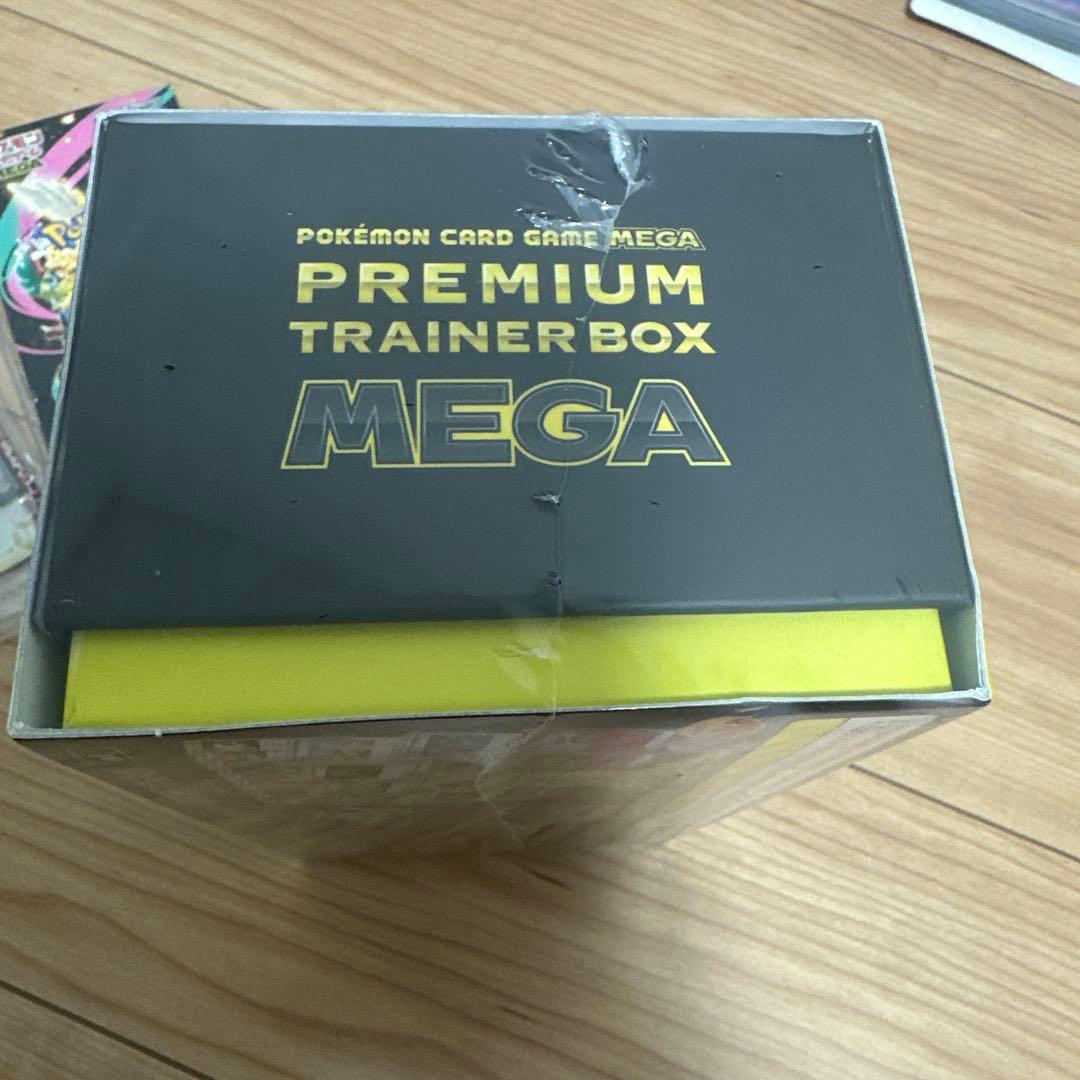 POKÉMON CARD GAME MEGA
PREMIUM
TRAINER BOX
MEGA